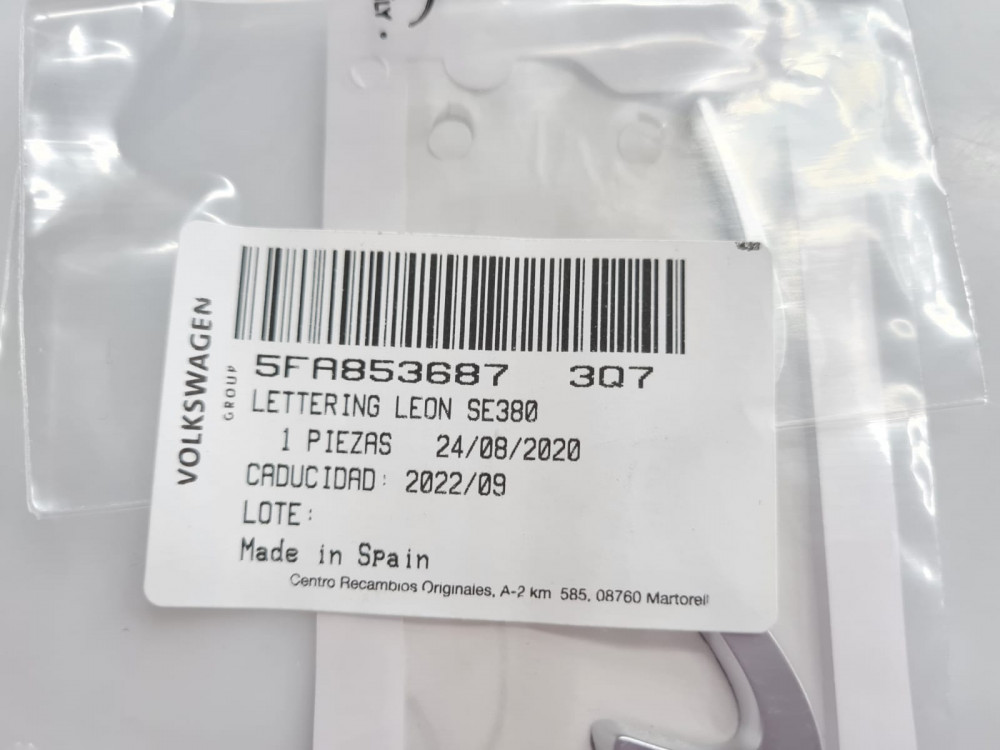 LY
VOLKSWAGEN
GROUP
5FA853687 3Q7
LETTERING LEON SE380
1 PIEZAS 24/08/2020
CADUCIDAD: 2022/09
LOTE:
Made in Spain
Centro Recambios Originales, A-2 km 585, 08760 Martorell